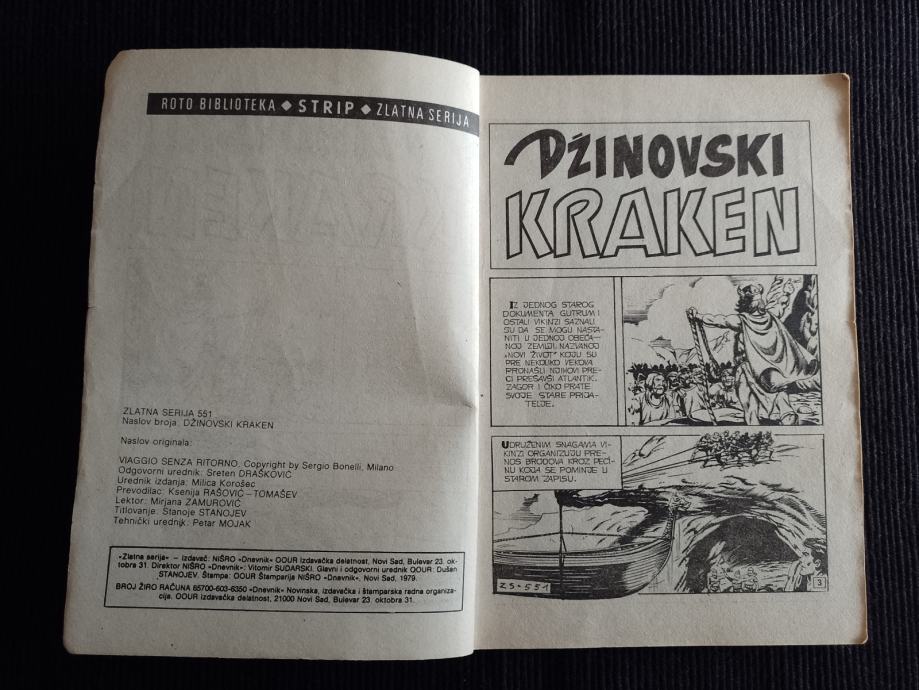 ROTO BIBLIOTEKA ◆ STRIP ◆ ZLATNA SERIJA
ZLATNA SERIJA 551
Naslov broja: DŽINOVSKI KRAKEN
Naslov originala:
VIAGGIO SENZA RITORNO, Copyright by Sergio Bonelli, Milano
Odgovorni urednik: Sreten DRAŠKOVIĆ
Urednik izdanja: Milica Korošec
Prevodilac: Ksenija RAŠOVIĆ–TOMAŠEV
Lektor: Mirjana ZAMUROVIĆ
Titlovanje: Stanoje STANOJEV
Tehnički urednik: Petar MOJAK
»Zlatna serija« – izdavač: NIŠRO »Dnevnik« OOUR Izdavačka delatnost, Novi Sad, Bulevar 23. ok-
tobra 31. Direktor NIŠRO »Dnevnik«: Vitomir SUDARSKI. Glavni i odgovorni urednik OOUR: Dušan
STANOJEV. Štampa: OOUR Štamparija NIŠRO »Dnevnik«, Novi Sad, 1979.
BROJ ŽIRO RAČUNA 65700-603-6350 »Dnevnik« Novinska, izdavačka i štamparska radna organiza-
cija. OOUR Izdavačka delatnost, 21000 Novi Sad, Bulevar 23. oktobra 31.
DŽINOVSKI
KRAKEN
IZ JEDNOG STAROG
DOKUMENTA GUTRUM I
OSTALI VIKINZI SAZNALI
SU DA SE MOGU NASTA-
NITI U JEDNOJ OBEĆA-
NOJ ZEMLJI, NAZVANOJ
»NOVI ŽIVOT« KOJU SU
PRE NEKOLIKO VEKOVA
PRONAŠLI NJIHOVI PRE-
CI PREŠAVŠI ATLANTIK.
ZAGOR I ČIKO PRATE
SVOJE STARE PRIJA-
TELJE.
UDRUŽENIM SNAGAMA VI-
KINZI ORGANIZUJU PRE-
NOS BRODOVA KROZ PEĆI-
NU KOJA SE POMINJE U
STAROM ZAPISU.
ZS-551
3